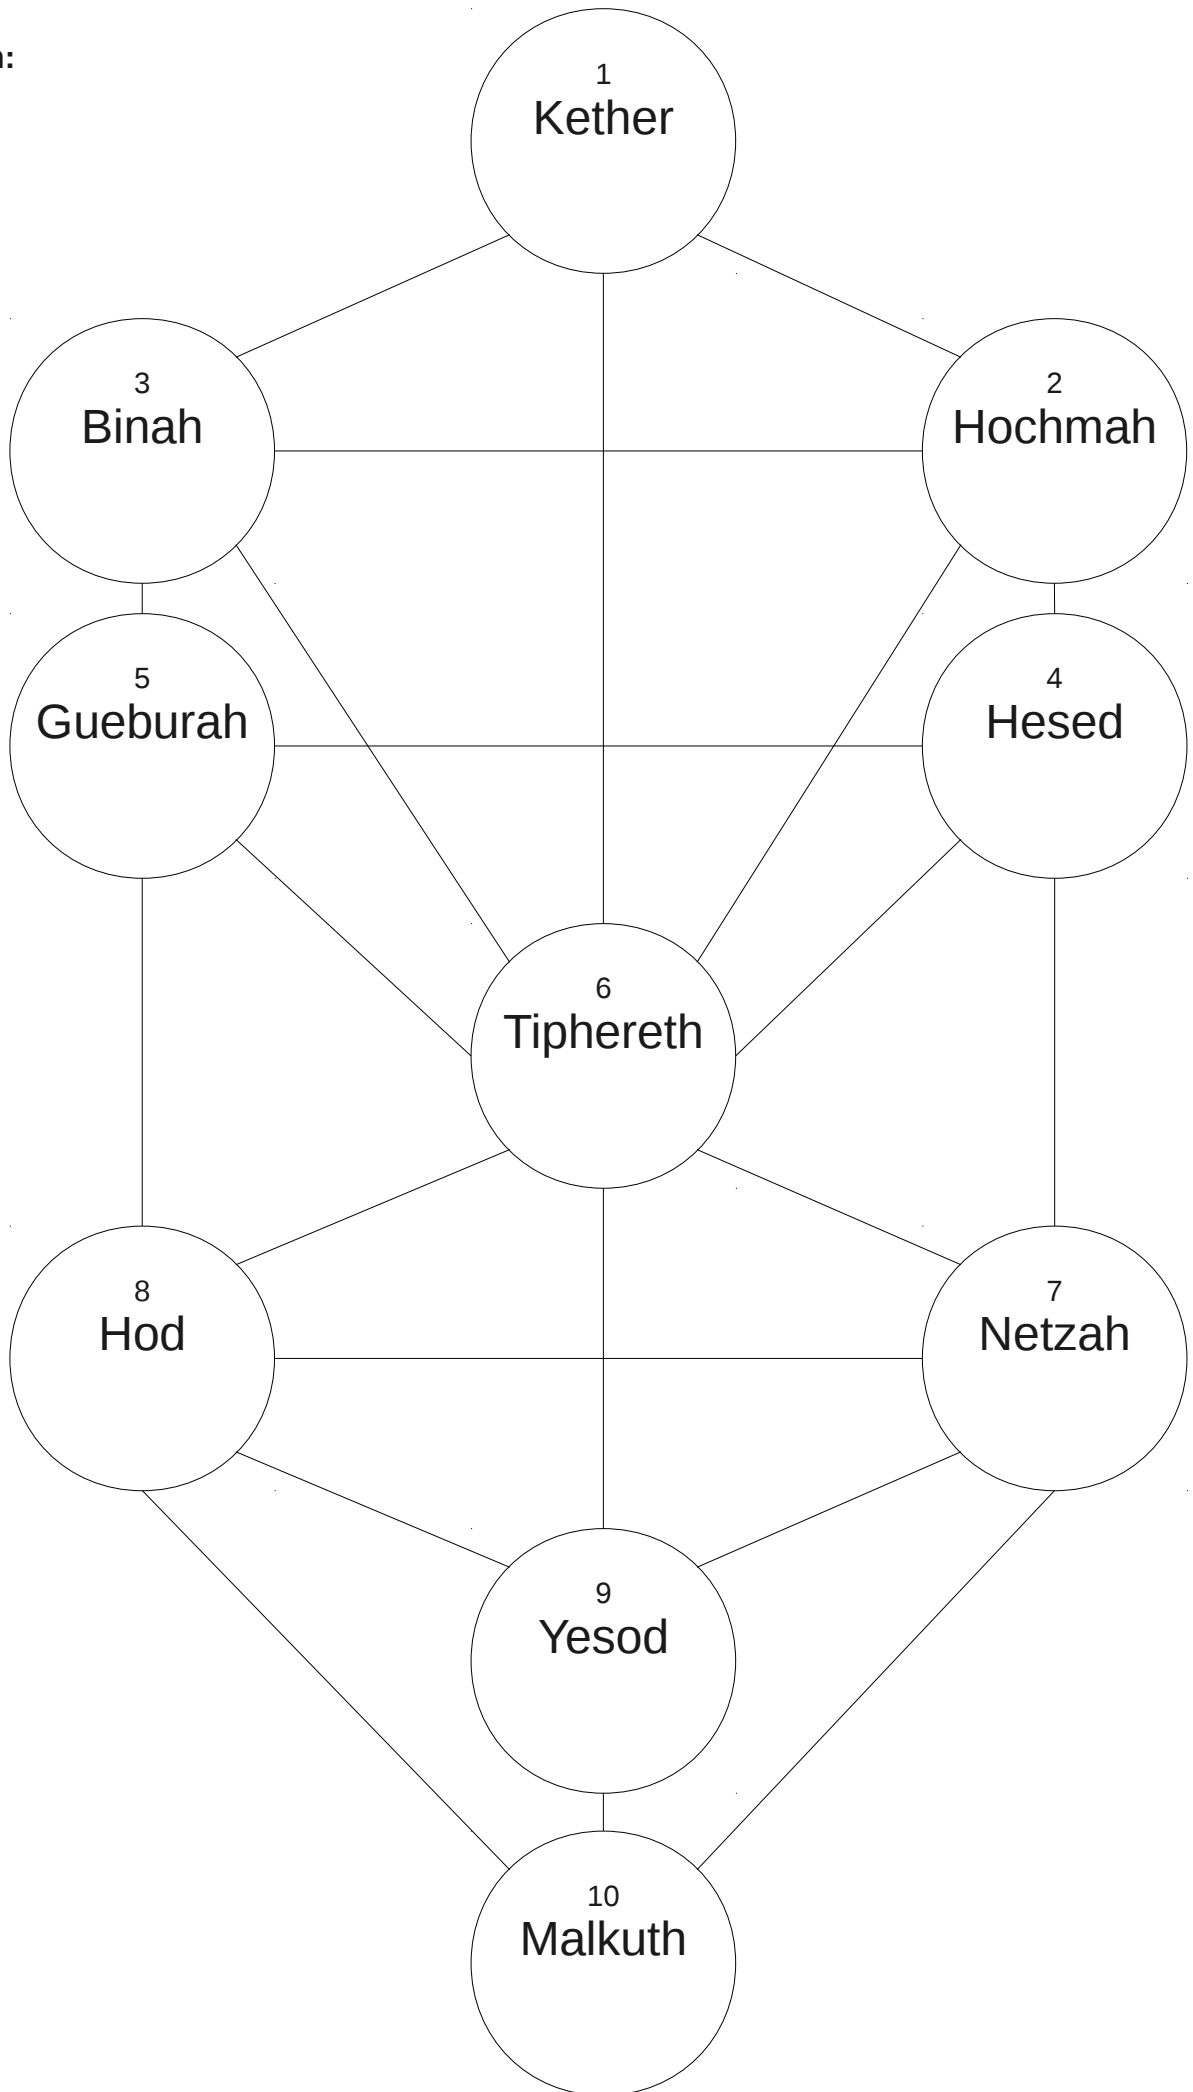 1
Kether
3
Binah
2
Hochmah
5
Gueburah
4
Hesed
6
Tiphereth
8
Hod
7
Netzah
9
Yesod
10
Malkuth